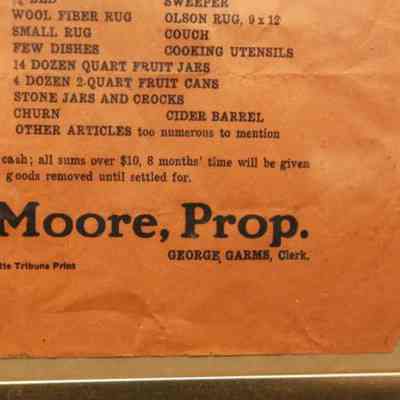 BED SWEEPER
WOOL FIBER RUG OLSON RUG, 9 x 12
SMALL RUG COUCH
FEW DISHES COOKING UTENSILS
14 DOZEN QUART FRUIT JARS
4 DOZEN 2-QUART FRUIT CANS
STONE JARS AND CROCKS
CHURN CIDER BARREL
OTHER ARTICLES too numerous to mention
cash; all sums over $10, 8 months' time will be given
goods removed until settled for.
Moore, Prop.
GEORGE GARMS, Clerk.
tte Tribune Print